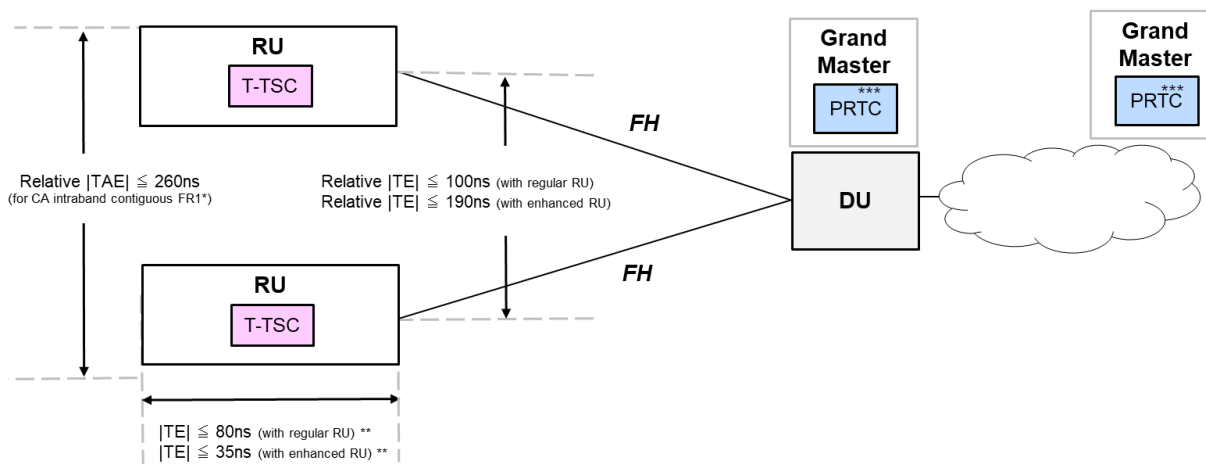 RU
T-TSC
Grand
Master
***
PRTC
Grand
Master
***
PRTC
FH
Relative |TAE| ≦ 260ns
(for CA intraband contiguous FR1*)
Relative |TE| ≦ 100ns (with regular RU)
Relative |TE| ≦ 190ns (with enhanced RU)
DU
FH
RU
T-TSC
|TE| ≦ 80ns (with regular RU) **
|TE| ≦ 35ns (with enhanced RU) **